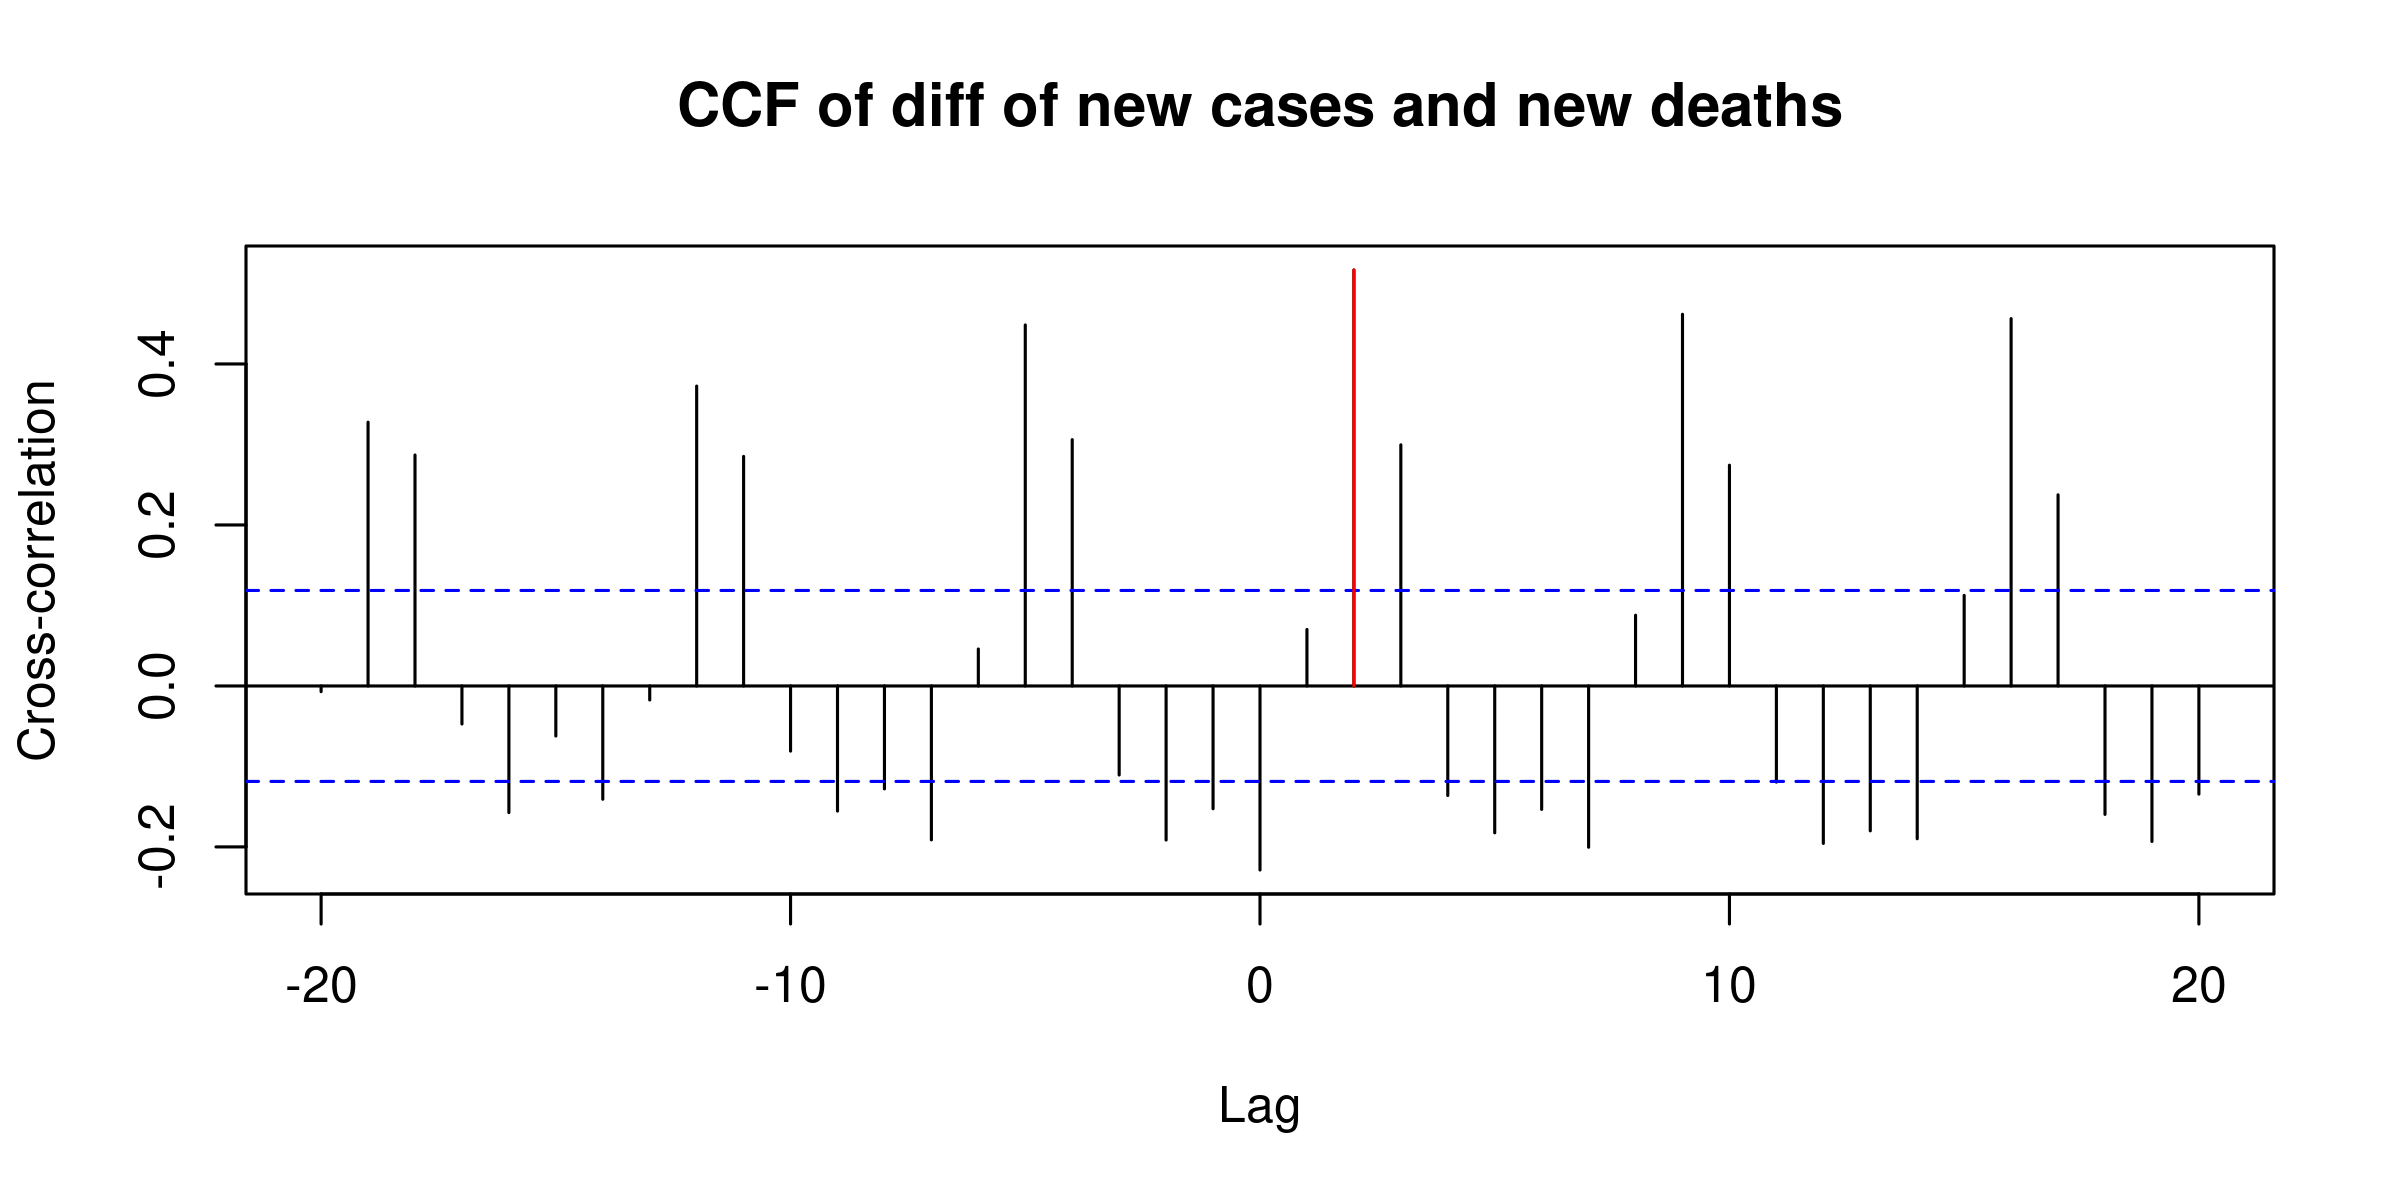 CCF of diff of new cases and new deaths
Cross-correlation
0.4
0.2
0.0
-0.2
-20 -10 0 10 20
Lag